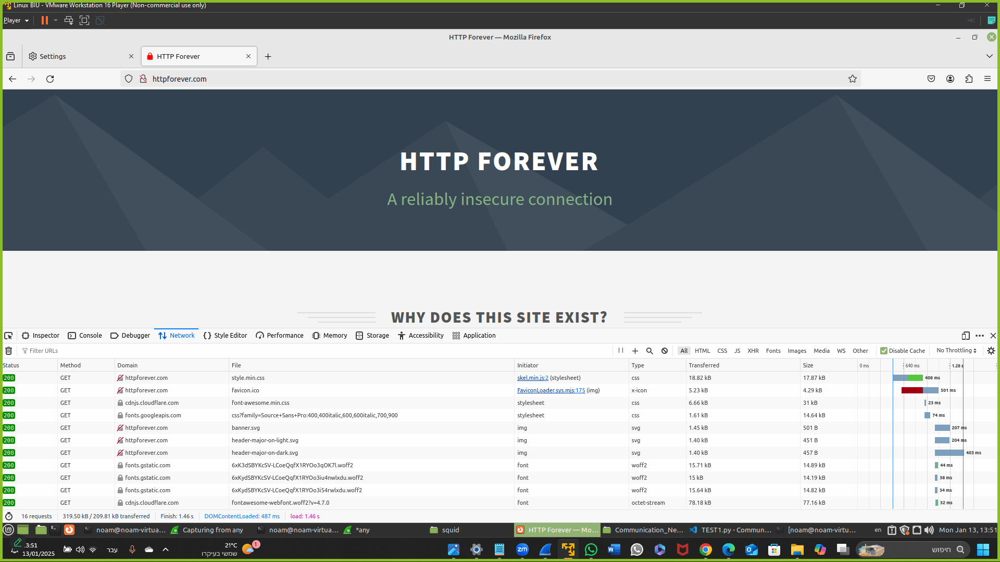 Linux BIU - VMware Workstation 16 Player (Non-commercial use only)
Player
HTTP Forever — Mozilla Firefox
Settings
HTTP Forever
httpforever.com
HTTP FOREVER
A reliably insecure connection
WHY DOES THIS SITE EXIST?
Inspector Console Debugger Network Style Editor Performance Memory Storage Accessibility Application
Filter URLs All HTML CSS JS XHR Fonts Images Media WS Other Disable Cache No Throttling
Status Method Domain File Initiator Type Transferred Size 0 ms 640 ms 1.28 s
200 GET httpforever.com style.min.css skel.min.js:2 (stylesheet) css 18.82 kB 17.87 kB 408 ms
200 GET httpforever.com favicon.ico FaviconLoader.sys.mjs:175 (img) x-icon 5.23 kB 4.29 kB 501 ms
200 GET cdnjs.cloudflare.com font-awesome.min.css stylesheet css 6.66 kB 31 kB 23 ms
200 GET fonts.googleapis.com css?family=Source+Sans+Pro:400,400italic,600,600italic,700,900 stylesheet css 1.61 kB 14.64 kB 74 ms
200 GET httpforever.com banner.svg img svg 1.45 kB 501 B 207 ms
200 GET httpforever.com header-major-on-light.svg img svg 1.40 kB 451 B 204 ms
200 GET httpforever.com header-major-on-dark.svg img svg 1.40 kB 457 B 403 ms
200 GET fonts.gstatic.com 6xK3dSBYKcSV-LCoeQqfX1RYOo3qOK7l.woff2 font woff2 15.71 kB 14.89 kB 44 ms
200 GET fonts.gstatic.com 6xKydSBYKcSV-LCoeQqfX1RYOo3iu4nwlxdu.woff2 font woff2 15 kB 14.19 kB 38 ms
200 GET fonts.gstatic.com 6xKydSBYKcSV-LCoeQqfX1RYOo3i54rwlxdu.woff2 font woff2 15.64 kB 14.82 kB 34 ms
200 GET cdnjs.cloudflare.com fontawesome-webfont.woff2?v=4.7.0 font octet-stream 78.18 kB 77.16 kB 32 ms
16 requests 319.50 kB / 209.81 kB transferred Finish: 1.46 s DOMContentLoaded: 487 ms load: 1.46 s
noam@noam-virtua... Capturing from any noam@noam-virtua... *any squid HTTP Forever — Mo... Communication_Ne... TEST1.py - Commun... [noam@noam-virtu... en Mon Jan 13, 13:51
3:51
13/01/2025
עבר
21°C
שמשי בעיקרו
1
zm
חיפוש